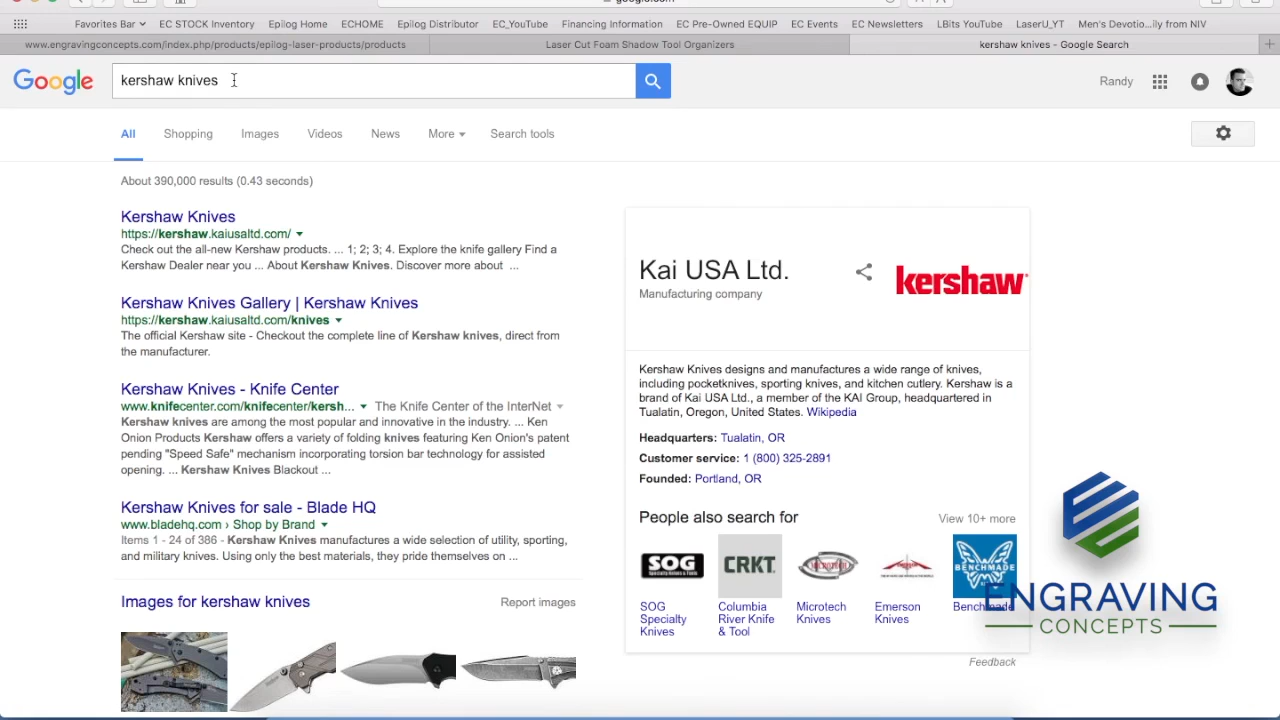 google.com
Favorites Bar EC STOCK Inventory Epilog Home ECHOME Epilog Distributor EC_YouTube Financing Information EC Pre-Owned EQUIP EC Events EC Newsletters LBits YouTube LaserU_YT Men's Devotio...ily from NIV
www.engravingconcepts.com/index.php/products/epilog-laser-products/products Laser Cut Foam Shadow Tool Organizers kershaw knives - Google Search
Google kershaw knives Randy
All Shopping Images Videos News More Search tools
About 390,000 results (0.43 seconds)
Kershaw Knives
https://kershaw.kaiusaltd.com/
Check out the all-new Kershaw products. ... 1; 2; 3; 4. Explore the knife gallery Find a
Kershaw Dealer near you ... About Kershaw Knives. Discover more about ...
Kershaw Knives Gallery | Kershaw Knives
https://kershaw.kaiusaltd.com/knives
The official Kershaw site - Checkout the complete line of Kershaw knives, direct from
the manufacturer.
Kershaw Knives - Knife Center
www.knifecenter.com/knifecenter/kersh... The Knife Center of the InterNet
Kershaw knives are among the most popular and innovative in the industry. ... Ken
Onion Products Kershaw offers a variety of folding knives featuring Ken Onion's patent
pending "Speed Safe" mechanism incorporating torsion bar technology for assisted
opening. ... Kershaw Knives Blackout ...
Kershaw Knives for sale - Blade HQ
www.bladehq.com › Shop by Brand
Items 1 - 24 of 386 - Kershaw Knives manufactures a wide selection of utility, sporting,
and military knives. Using only the best materials, they pride themselves on ...
Images for kershaw knives Report images
Kai USA Ltd.
Manufacturing company
kershaw
Kershaw Knives designs and manufactures a wide range of knives,
including pocketknives, sporting knives, and kitchen cutlery. Kershaw is a
brand of Kai USA Ltd., a member of the KAI Group, headquartered in
Tualatin, Oregon, United States. Wikipedia
Headquarters: Tualatin, OR
Customer service: 1 (800) 325-2891
Founded: Portland, OR
People also search for View 10+ more
SOG CRKT BENCHMADE
SOG Specialty Knives
Columbia River Knife & Tool
Microtech Knives
Emerson Knives
Benchmade
Feedback
ENGRAVING
CONCEPTS